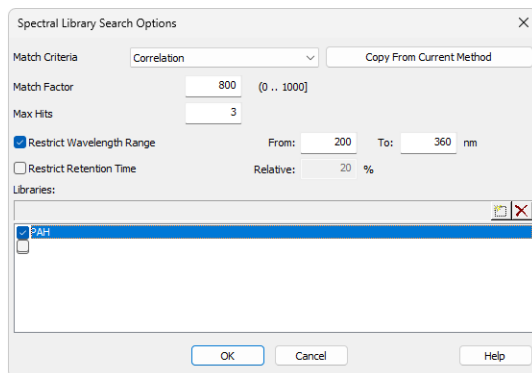 Spectral Library Search Options
Match Criteria Correlation Copy From Current Method
Match Factor 800 (0 .. 1000]
Max Hits 3
Restrict Wavelength Range From: 200 To: 360 nm
Restrict Retention Time Relative: 20 %
Libraries:
PAH
OK Cancel Help